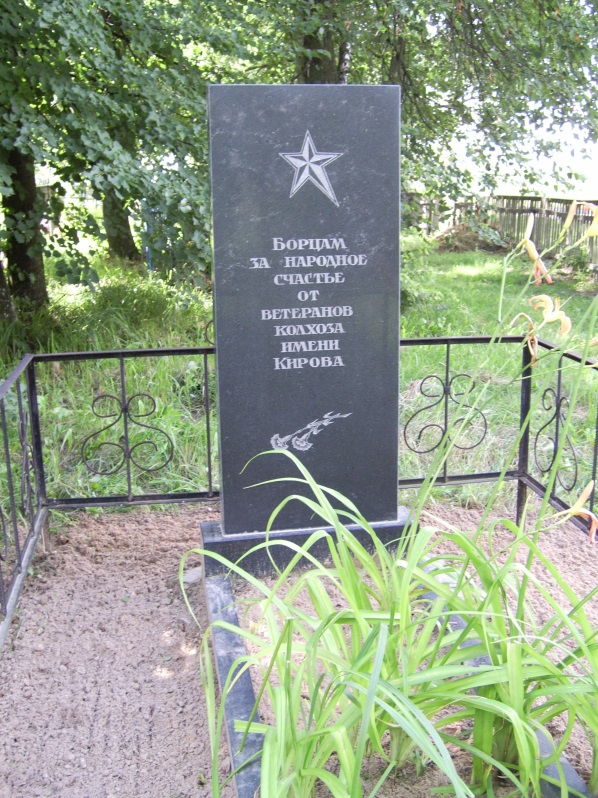 Борцам
за народное
счастье
от
ветеранов
колхоза
имени
Кирова